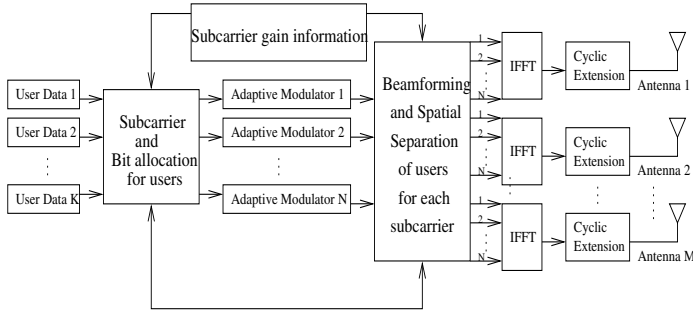 Subcarrier gain information
User Data 1
User Data 2
User Data K
Subcarrier
and
Bit allocation
for users
Adaptive Modulator 1
Adaptive Modulator 2
Adaptive Modulator N
Beamforming
and Spatial
Separation
of users
for each
subcarrier
1
2
N
1
2
N
1
2
N
IFFT
IFFT
IFFT
Cyclic
Extension
Cyclic
Extension
Cyclic
Extension
Antenna 1
Antenna 2
Antenna M